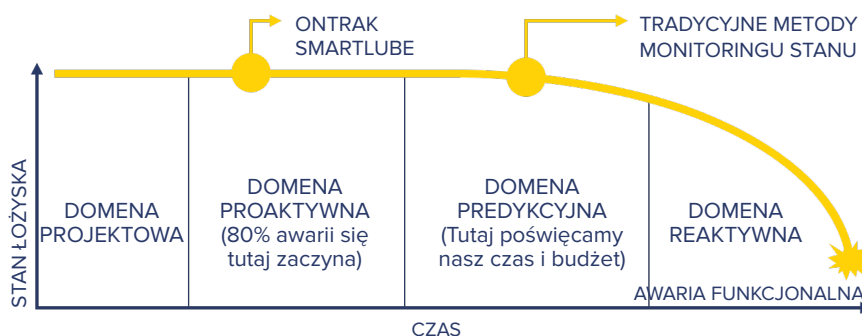 ONTRAK
SMARTLUBE
TRADYCYJNE METODY
MONITORINGU STANU
STAN ŁOŻYSKA
DOMENA
PROJEKTOWA
DOMENA
PROAKTYWNA
(80% awarii się
tutaj zaczyna)
DOMENA
PREDYKCYJNA
(Tutaj poświęcamy
nasz czas i budżet)
DOMENA
REAKTYWNA
AWARIA FUNKCJONALNA
CZAS